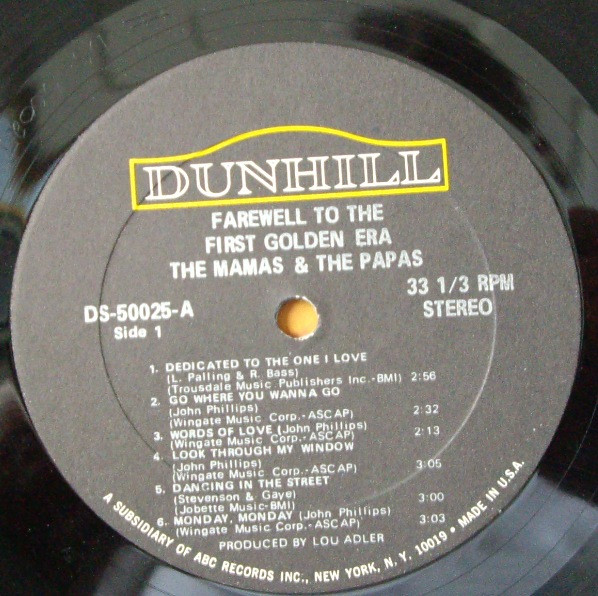 DUNHILL
FAREWELL TO THE
FIRST GOLDEN ERA
THE MAMAS & THE PAPAS
33 1/3 RPM
STEREO
DS-50025-A
Side 1
1. DEDICATED TO THE ONE I LOVE
(L. Palling & R. Bass)
(Trousdale Music Publishers Inc.-BMI) 2:56
2. GO WHERE YOU WANNA GO
(John Phillips)
(Wingate Music Corp.-ASCAP) 2:32
3. WORDS OF LOVE (John Phillips)
(Wingate Music Corp.-ASCAP) 2:13
4. LOOK THROUGH MY WINDOW
(John Phillips)
(Wingate Music Corp.-ASCAP) 3:05
5. DANCING IN THE STREET
(Stevenson & Gaye)
(Jobette Music-BMI) 3:00
6. MONDAY, MONDAY (John Phillips)
(Wingate Music Corp.-ASCAP) 3:03
PRODUCED BY LOU ADLER
A SUBSIDIARY OF ABC RECORDS INC., NEW YORK, N. Y. 10019 • MADE IN U.S.A.